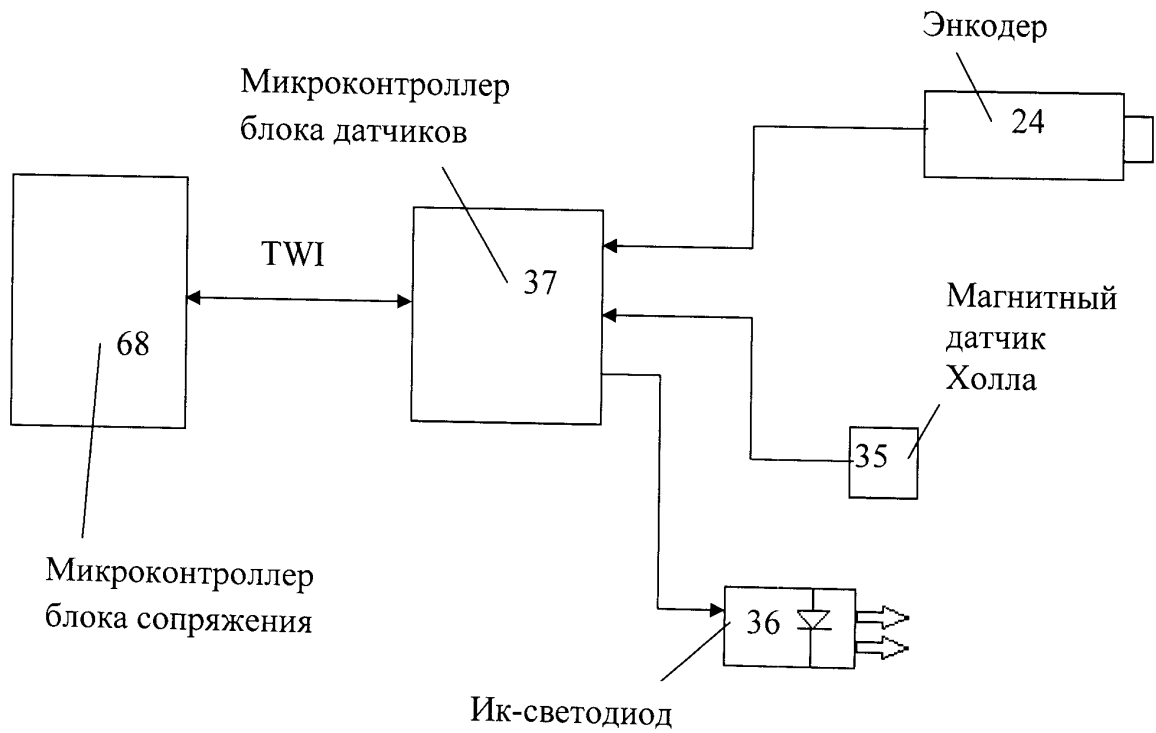 Энкодер
24
Микроконтроллер
блока датчиков
TWI
37
68
Магнитный
датчик
Холла
35
Микроконтроллер
блока сопряжения
36
Ик-светодиод